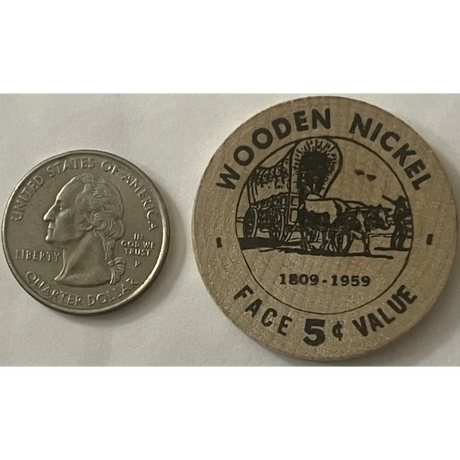 UNITED STATES OF AMERICA
LIBERTY
IN
GOD WE
TRUST
P
QUARTER DOLLAR
WOODEN NICKEL
1809-1959
FACE 5¢ VALUE